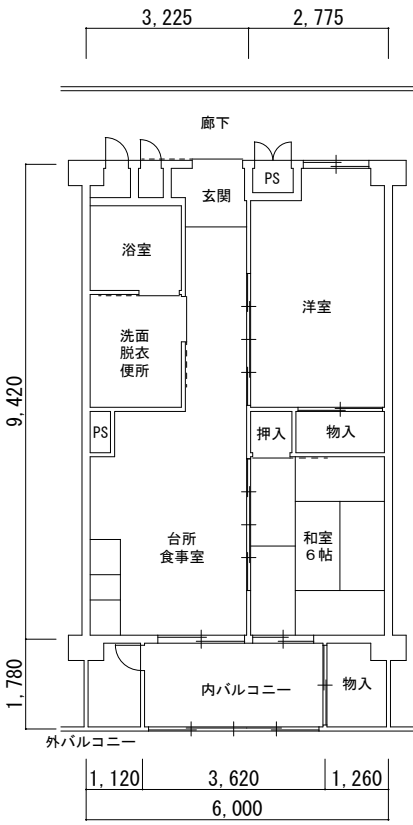 3,225
2,775
廊下
PS
玄関
浴室
洋室
洗面
脱衣
便所
9,420
PS
押入
物入
台所
食事室
和室
6帖
1,780
内バルコニー
物入
外バルコニー
1,120
3,620
1,260
6,000